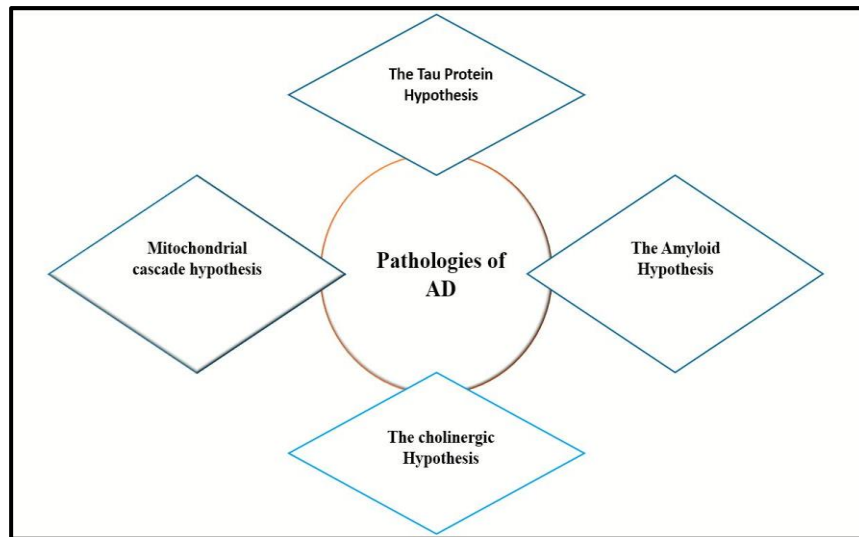 The Tau Protein
Hypothesis
Mitochondrial
cascade hypothesis
Pathologies of
AD
The Amyloid
Hypothesis
The cholinergic
Hypothesis